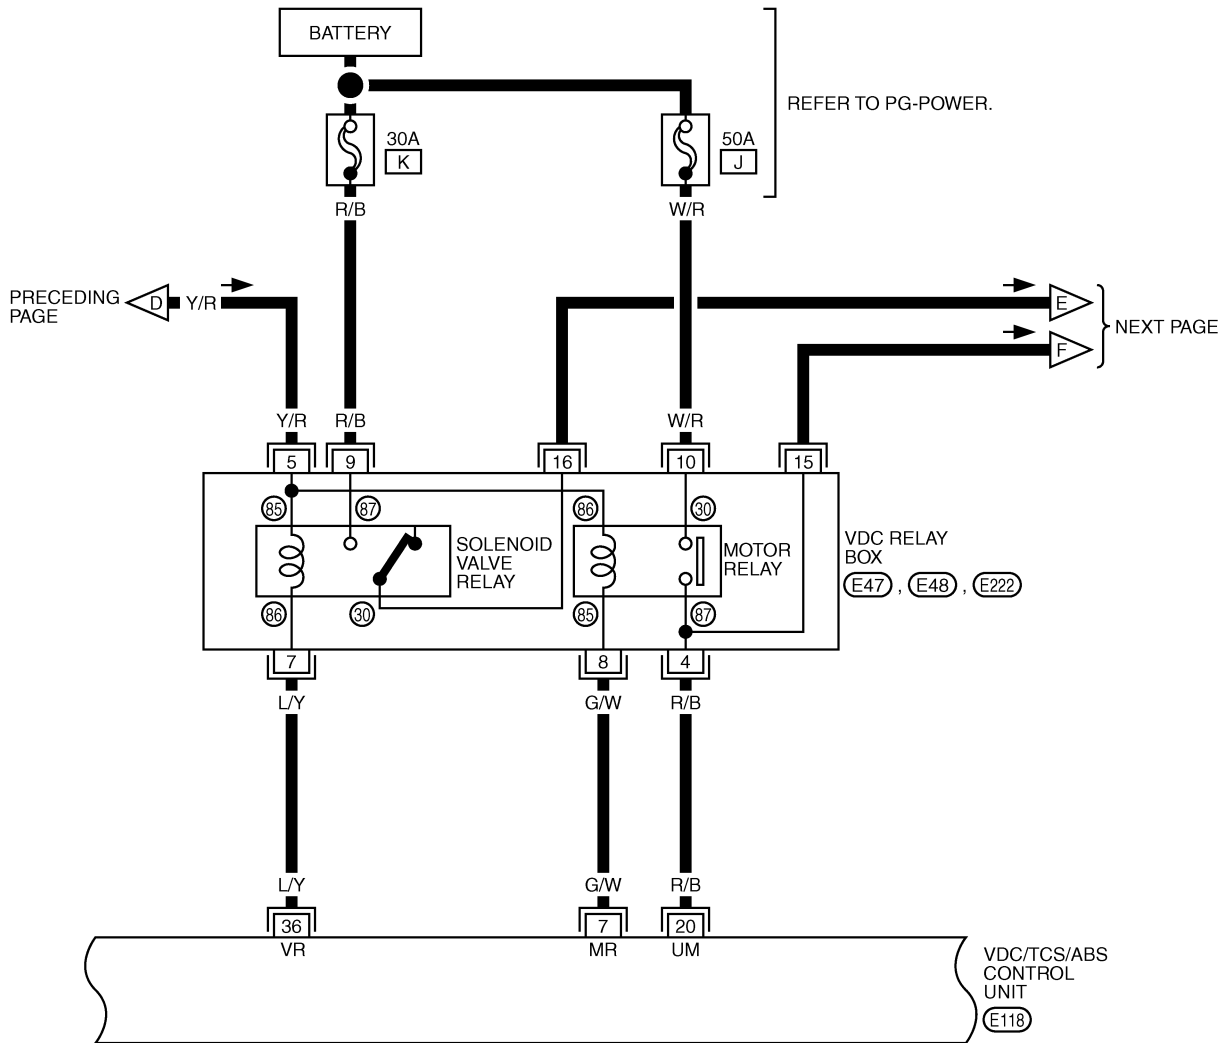 BATTERY
REFER TO PG-POWER.
30A
K
50A
J
R/B
W/R
PRECEDING
PAGE
D
Y/R
E
F
NEXT PAGE
Y/R
R/B
W/R
5
9
16
10
15
85
87
86
30
SOLENOID
VALVE
RELAY
MOTOR
RELAY
VDC RELAY
BOX
E47 , E48 , E222
86
30
85
87
7
8
4
L/Y
G/W
R/B
L/Y
G/W
R/B
36
7
20
VR
MR
UM
VDC/TCS/ABS
CONTROL
UNIT
E118